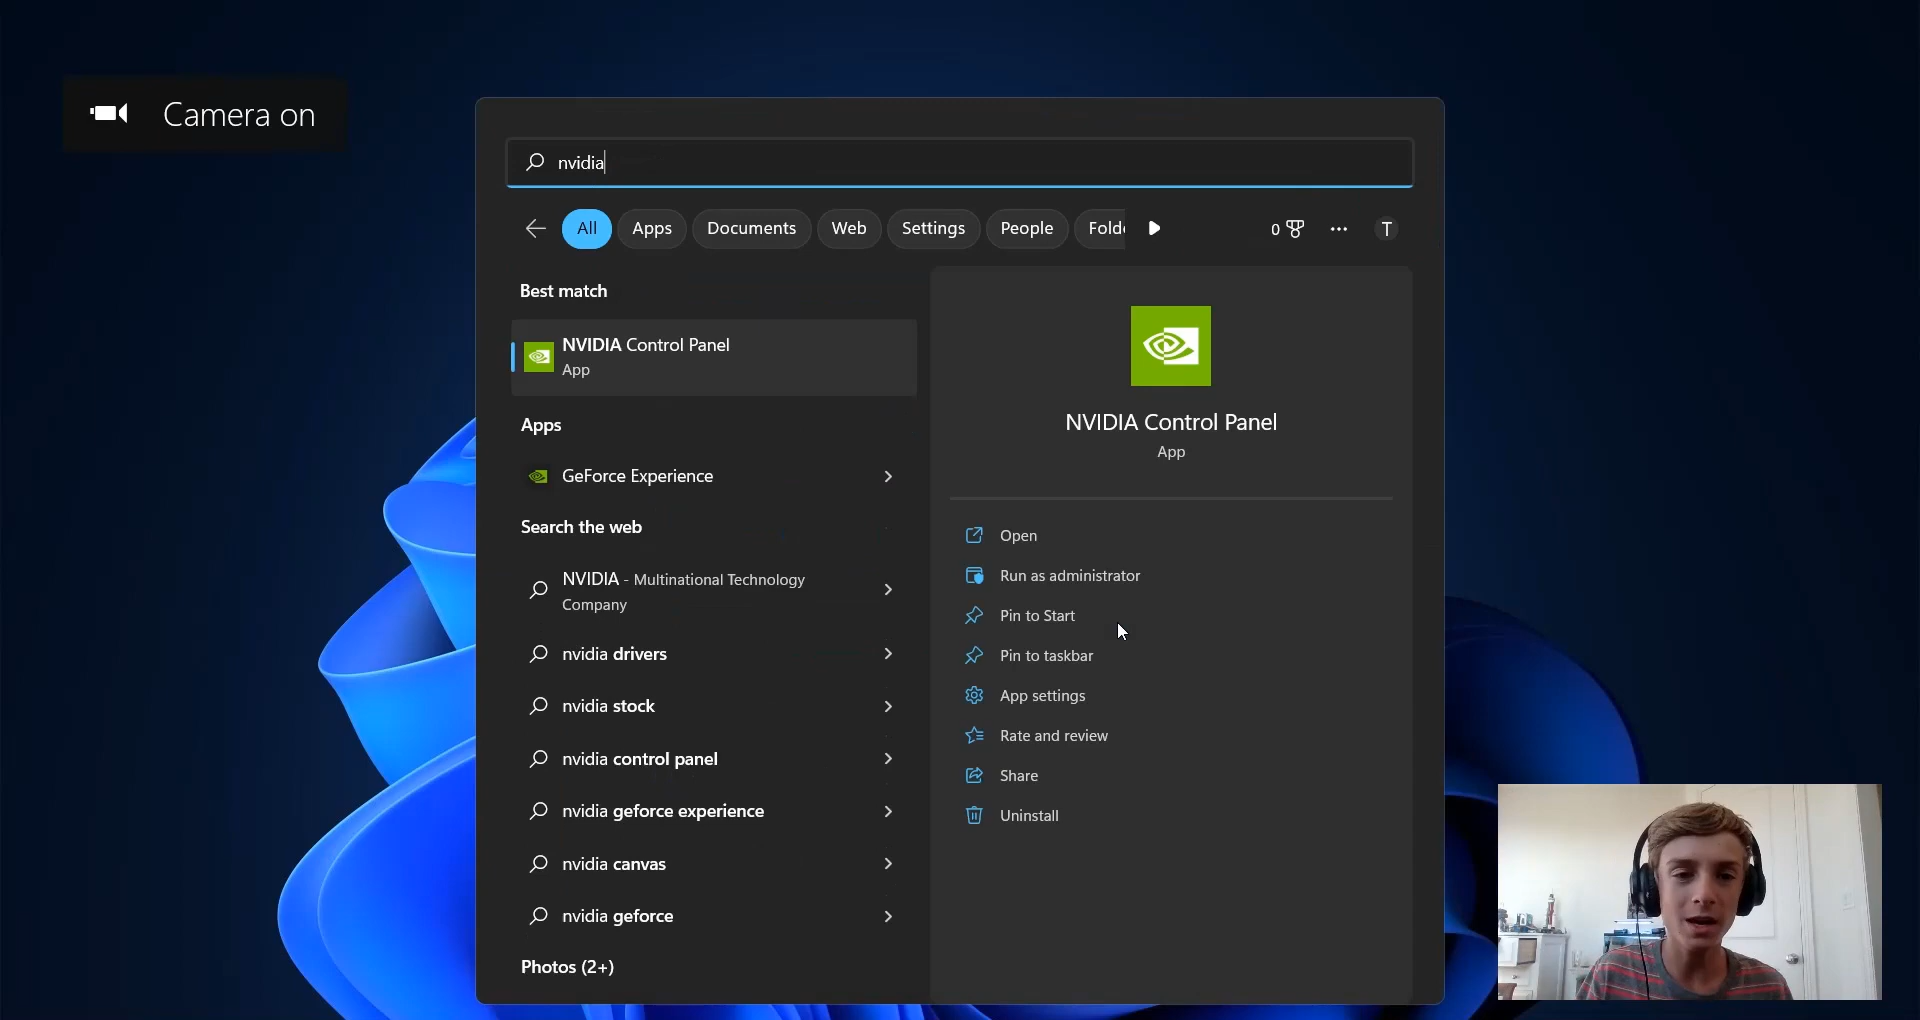 Camera on
nvidia
All Apps Documents Web Settings People Folde 0 T
Best match
NVIDIA Control Panel
App
Apps
GeForce Experience
Search the web
NVIDIA - Multinational Technology
Company
nvidia drivers
nvidia stock
nvidia control panel
nvidia geforce experience
nvidia canvas
nvidia geforce
Photos (2+)
NVIDIA Control Panel
App
Open
Run as administrator
Pin to Start
Pin to taskbar
App settings
Rate and review
Share
Uninstall